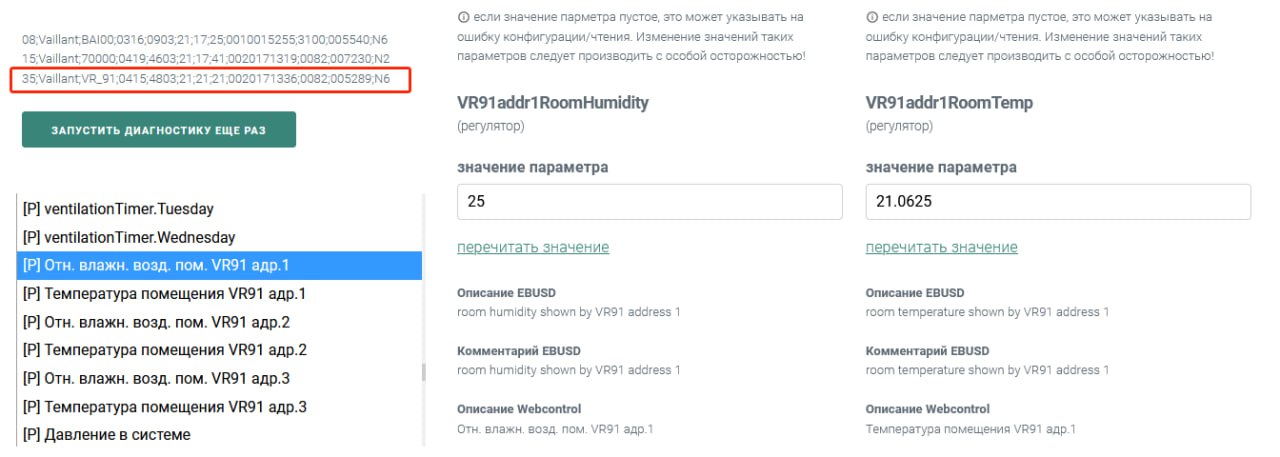 08;Vaillant;BAI00;0316;0903;21;17;25;0010015255;3100;005540;N6
15;Vaillant;70000;0419;4603;21;17;41;0020171319;0082;007230;N2
35;Vaillant;VR_91;0415;4803;21;21;21;0020171336;0082;005289;N6
ЗАПУСТИТЬ ДИАГНОСТИКУ ЕЩЕ РАЗ
[P] ventilationTimer.Tuesday
[P] ventilationTimer.Wednesday
[P] Отн. влажн. возд. пом. VR91 адр.1
[P] Температура помещения VR91 адр.1
[P] Отн. влажн. возд. пом. VR91 адр.2
[P] Температура помещения VR91 адр.2
[P] Отн. влажн. возд. пом. VR91 адр.3
[P] Температура помещения VR91 адр.3
[P] Давление в системе
если значение парметра пустое, это может указывать на
ошибку конфигурации/чтения. Изменение значений таких
параметров следует производить с особой осторожностью!
VR91addr1RoomHumidity
(регулятор)
значение параметра
25
перечитать значение
Описание EBUSD
room humidity shown by VR91 address 1
Комментарий EBUSD
room humidity shown by VR91 address 1
Описание Webcontrol
Отн. влажн. возд. пом. VR91 адр.1
если значение парметра пустое, это может указывать на
ошибку конфигурации/чтения. Изменение значений таких
параметров следует производить с особой осторожностью!
VR91addr1RoomTemp
(регулятор)
значение параметра
21.0625
перечитать значение
Описание EBUSD
room temperature shown by VR91 address 1
Комментарий EBUSD
room temperature shown by VR91 address 1
Описание Webcontrol
Температура помещения VR91 адр.1